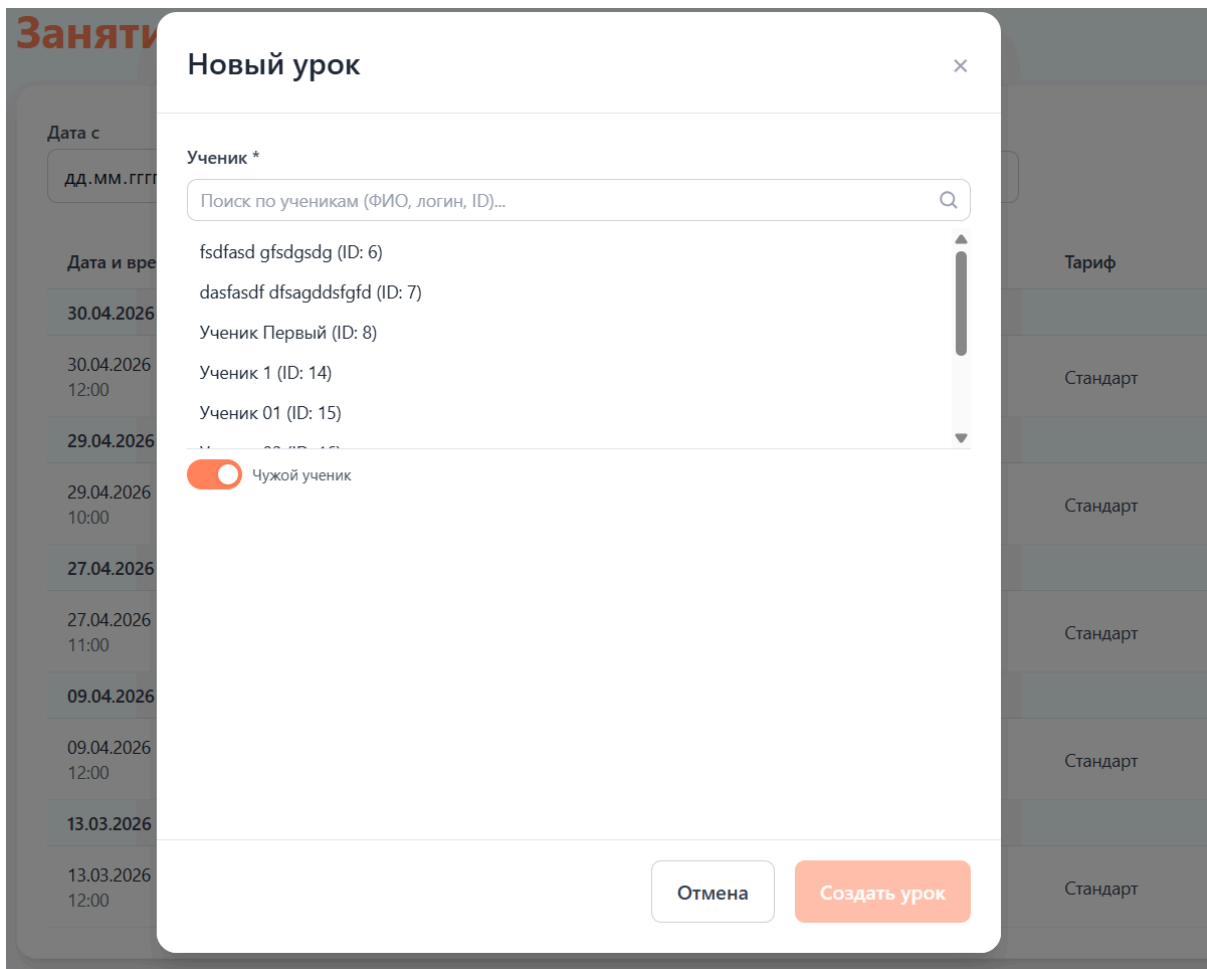 Заняти
Новый урок
Дата с
дд.мм.гггг
Ученик *
Поиск по ученикам (ФИО, логин, ID)...
fsdfasd gfsdgsdg (ID: 6)
dasfasdf dfsagddsfgfd (ID: 7)
Ученик Первый (ID: 8)
Ученик 1 (ID: 14)
Ученик 01 (ID: 15)
Чужой ученик
Дата и вре
Тариф
30.04.2026
30.04.2026
12:00
Стандарт
29.04.2026
29.04.2026
10:00
Стандарт
27.04.2026
27.04.2026
11:00
Стандарт
09.04.2026
09.04.2026
12:00
Стандарт
13.03.2026
13.03.2026
12:00
Стандарт
Отмена
Создать урок